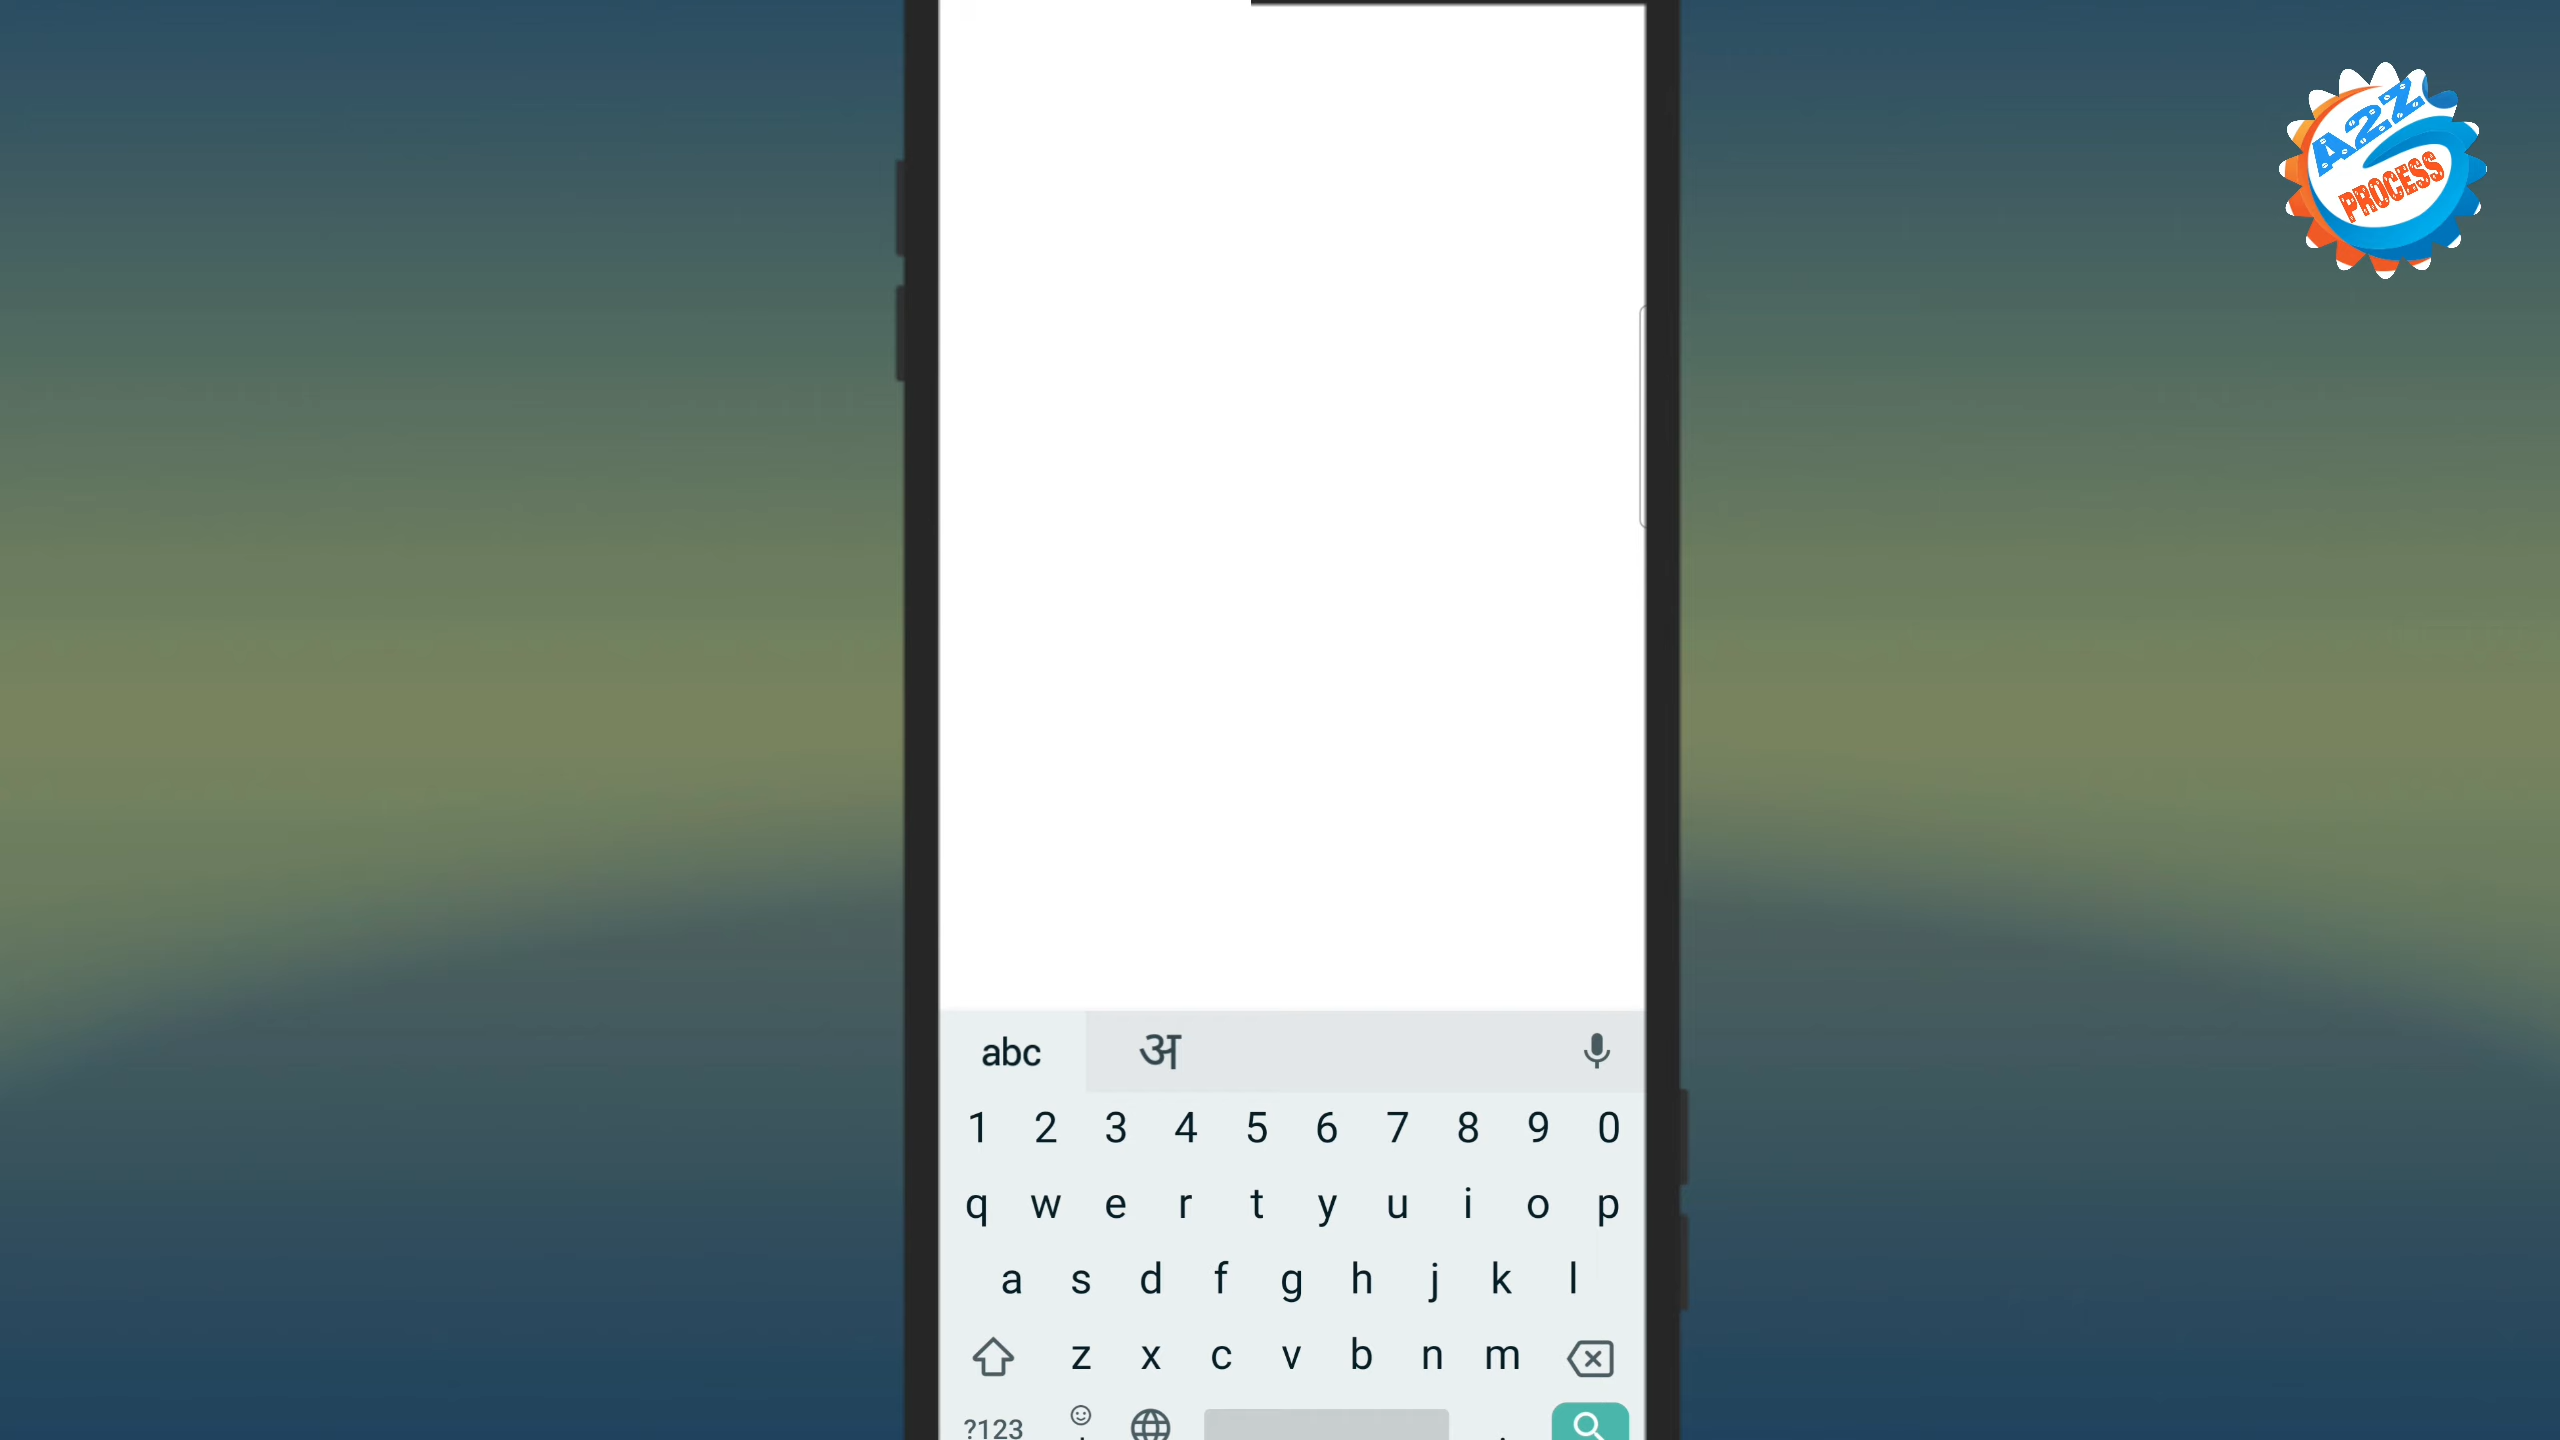 A2Z
PROCESS
abc अ
1 2 3 4 5 6 7 8 9 0
q w e r t y u i o p
a s d f g h j k l
z x c v b n m
?123